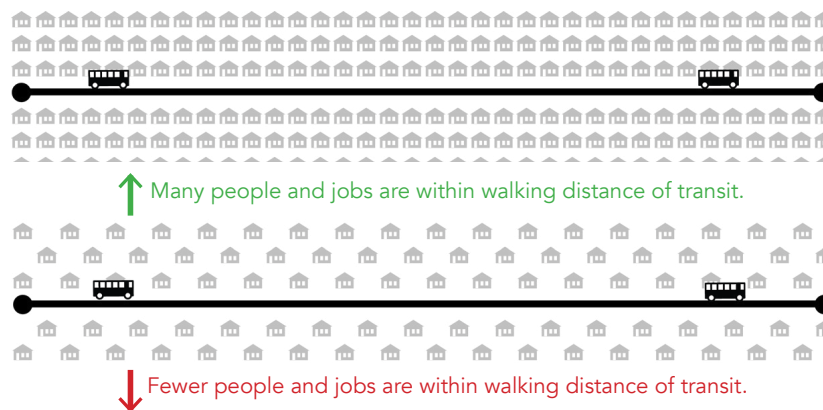 Many people and jobs are within walking distance of transit.
Fewer people and jobs are within walking distance of transit.